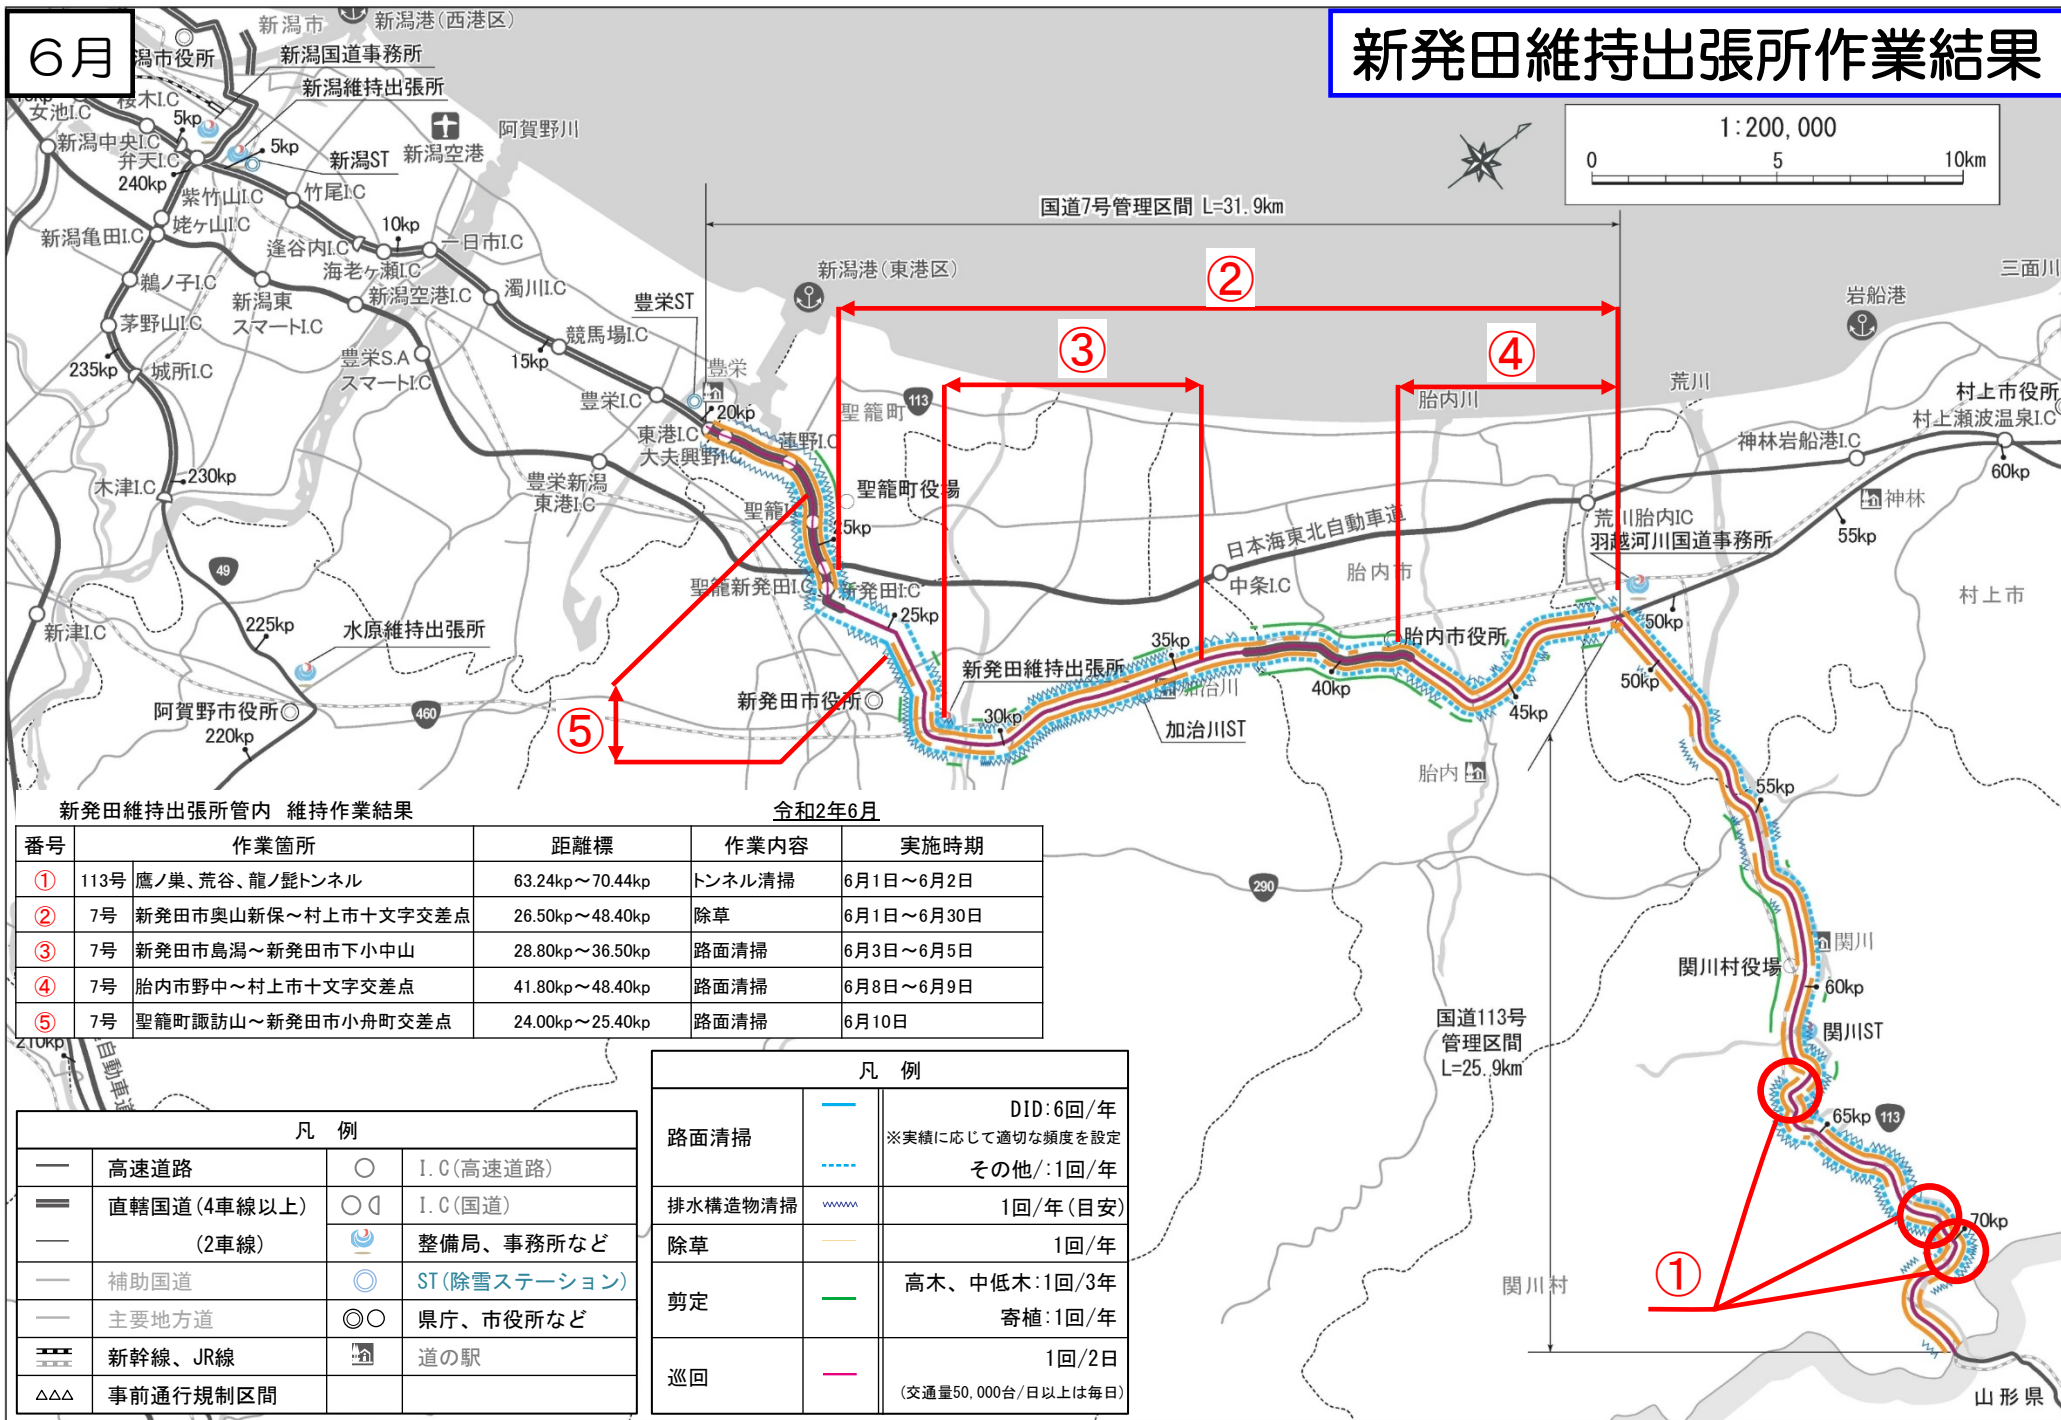 6月
新発田維持出張所作業結果
新潟市
新潟港(西港区)
潟市役所
新潟国道事務所
新潟維持出張所
桜木I.C
女池I.C
5kp
新潟中央I.C
弁天I.C
240kp
5kp
新潟ST
新潟空港
阿賀野川
紫竹山I.C
竹尾I.C
姥ヶ山I.C
新潟亀田I.C
10kp
逢谷内I.C
一日市I.C
海老ヶ瀬I.C
鵜ノ子I.C
新潟東
スマートI.C
新潟空港I.C
濁川I.C
茅野山I.C
競馬場I.C
15kp
235kp
城所I.C
豊栄S.A
スマートI.C
豊栄I.C
豊栄ST
豊栄
20kp
新潟港(東港区)
1:200,000
0 5 10km
国道7号管理区間 L=31.9km
②
③
④
三面川
岩船港
荒川
胎内川
村上市役所
村上瀬波温泉I.C
神林岩船港I.C
60kp
神林
55kp
聖籠町
113
東港I.C
大夫興野I.C
蓮野I.C
豊栄新潟
東港I.C
聖籠町役場
25kp
木津I.C
230kp
日本海東北自動車道
荒川胎内IC
羽越河川国道事務所
聖籠新発田I.C
新発田I.C
25kp
中条I.C
胎内市
村上市
49
新津I.C
225kp
水原維持出張所
阿賀野市役所
220kp
460
⑤
新発田市役所
新発田維持出張所
30kp
35kp
加治川
加治川ST
胎内市役所
40kp
45kp
50kp
50kp
胎内
55kp
290
関川
関川村役場
60kp
関川ST
国道113号
管理区間
L=25.9km
65kp
113
70kp
①
関川村
山形県
新発田維持出張所管内 維持作業結果 令和2年6月
番号 作業箇所 距離標 作業内容 実施時期
① 113号 鷹ノ巣、荒谷、龍ノ髭トンネル 63.24kp～70.44kp トンネル清掃 6月1日～6月2日
② 7号 新発田市奥山新保～村上市十文字交差点 26.50kp～48.40kp 除草 6月1日～6月30日
③ 7号 新発田市島潟～新発田市下小中山 28.80kp～36.50kp 路面清掃 6月3日～6月5日
④ 7号 胎内市野中～村上市十文字交差点 41.80kp～48.40kp 路面清掃 6月8日～6月9日
⑤ 7号 聖籠町諏訪山～新発田市小舟町交差点 24.00kp～25.40kp 路面清掃 6月10日
210kp
自動車道
凡 例
高速道路 I.C(高速道路)
直轄国道(4車線以上) I.C(国道)
(2車線) 整備局、事務所など
補助国道 ST(除雪ステーション)
主要地方道 県庁、市役所など
新幹線、JR線 道の駅
事前通行規制区間
凡 例
路面清掃 DID:6回/年
※実績に応じて適切な頻度を設定
その他/:1回/年
排水構造物清掃 1回/年(目安)
除草 1回/年
剪定 高木、中低木:1回/3年
寄植:1回/年
巡回 1回/2日
(交通量50,000台/日以上は毎日)